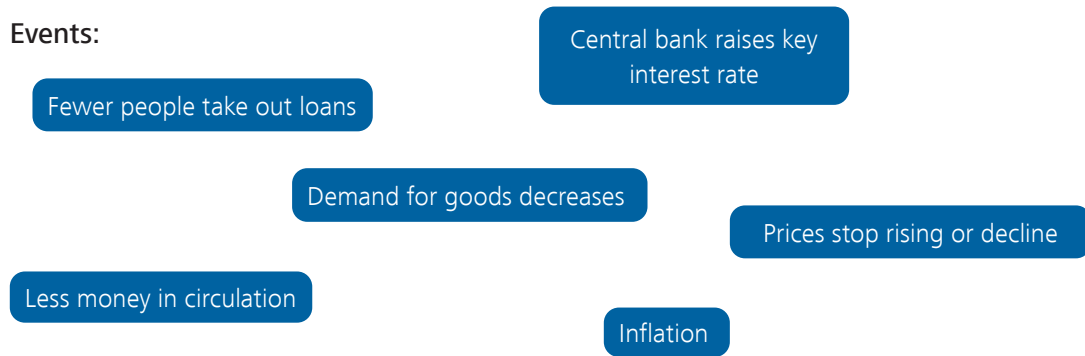 Events:
Central bank raises key
interest rate
Fewer people take out loans
Demand for goods decreases
Prices stop rising or decline
Less money in circulation
Inflation